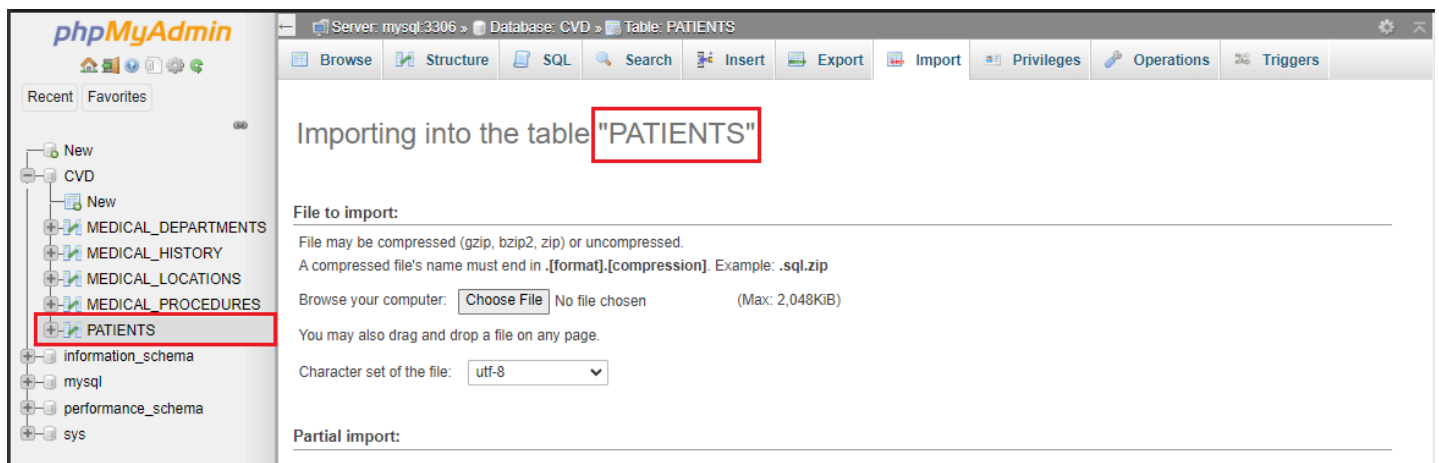 phpMyAdmin
Recent Favorites
New
CVD
New
MEDICAL_DEPARTMENTS
MEDICAL_HISTORY
MEDICAL_LOCATIONS
MEDICAL_PROCEDURES
PATIENTS
information_schema
mysql
performance_schema
sys
Server: mysql:3306 » Database: CVD » Table: PATIENTS
Browse Structure SQL Search Insert Export Import Privileges Operations Triggers
Importing into the table "PATIENTS"
File to import:
File may be compressed (gzip, bzip2, zip) or uncompressed.
A compressed file's name must end in .[format].[compression]. Example: .sql.zip
Browse your computer: Choose File No file chosen (Max: 2,048KiB)
You may also drag and drop a file on any page.
Character set of the file: utf-8
Partial import: